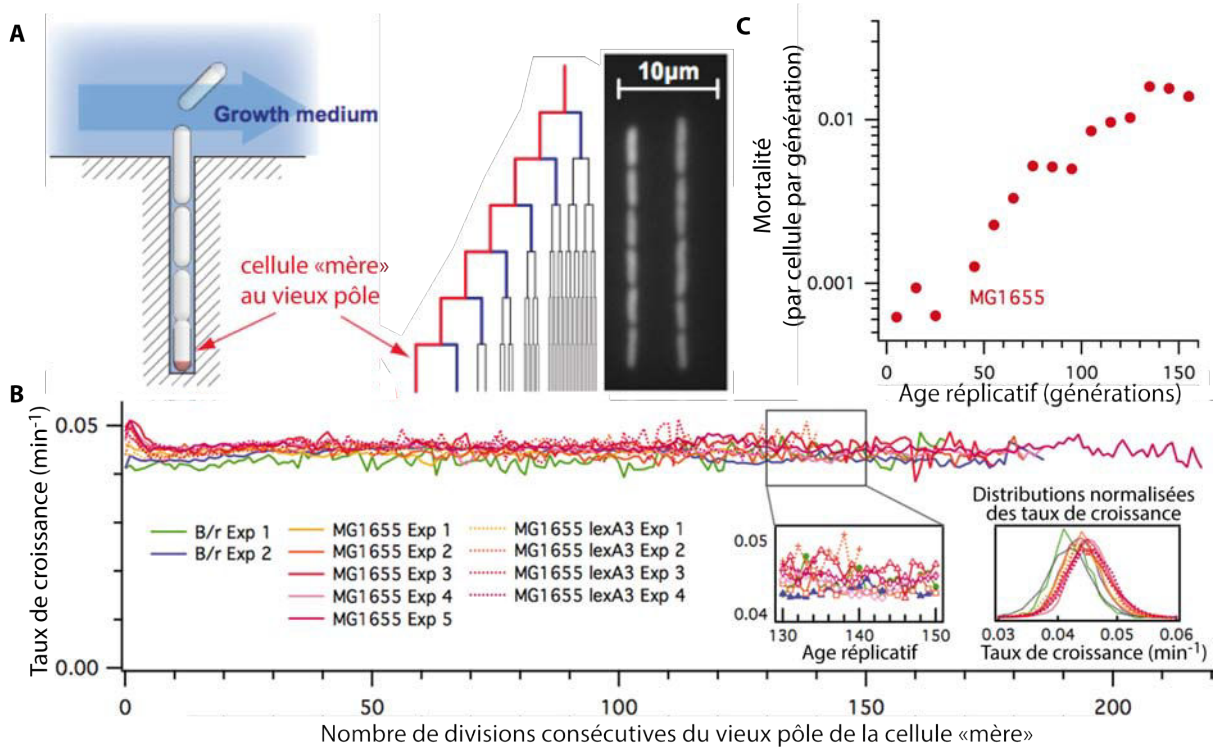 A
Growth medium
cellule «mère»
au vieux pôle
10µm
C
Mortalité
(par cellule par génération)
0.01
0.001
MG1655
0
50
100
150
Age réplicatif (générations)
B
Taux de croissance (min-1)
0.05
0.00
B/r Exp 1
B/r Exp 2
MG1655 Exp 1
MG1655 Exp 2
MG1655 Exp 3
MG1655 Exp 4
MG1655 Exp 5
MG1655 lexA3 Exp 1
MG1655 lexA3 Exp 2
MG1655 lexA3 Exp 3
MG1655 lexA3 Exp 4
0.05
0.04
130
140
150
Age réplicatif
Distributions normalisées
des taux de croissance
0.03
0.04
0.05
0.06
Taux de croissance (min-1)
0
50
100
150
200
Nombre de divisions consécutives du vieux pôle de la cellule «mère»